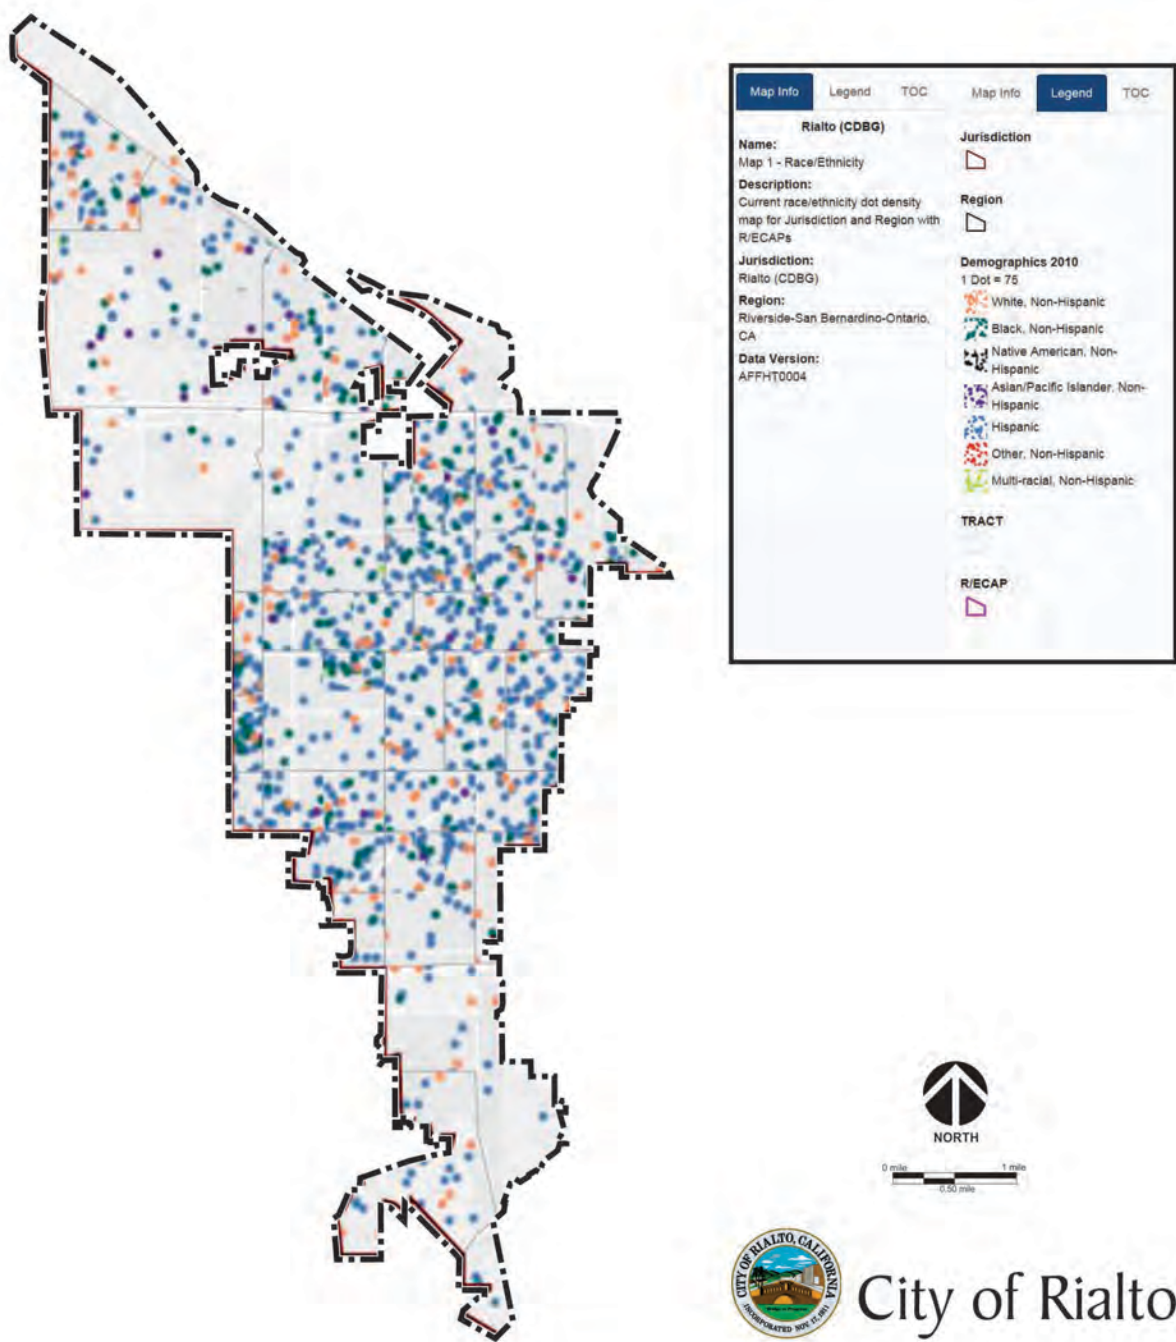 Map Info Legend TOC
Rialto (CDBG)
Name:
Map 1 - Race/Ethnicity
Description:
Current race/ethnicity dot density
map for Jurisdiction and Region with
R/ECAPs
Jurisdiction:
Rialto (CDBG)
Region:
Riverside-San Bernardino-Ontario,
CA
Data Version:
AFFHT0004
Map Info Legend TOC
Jurisdiction
Region
Demographics 2010
1 Dot = 75
White, Non-Hispanic
Black, Non-Hispanic
Native American, Non-
Hispanic
Asian/Pacific Islander, Non-
Hispanic
Hispanic
Other, Non-Hispanic
Multi-racial, Non-Hispanic
TRACT
R/ECAP
NORTH
0 mile 1 mile
0.50 mile
CITY OF RIALTO, CALIFORNIA
INCORPORATED NOV. 17, 1911
City of Rialto